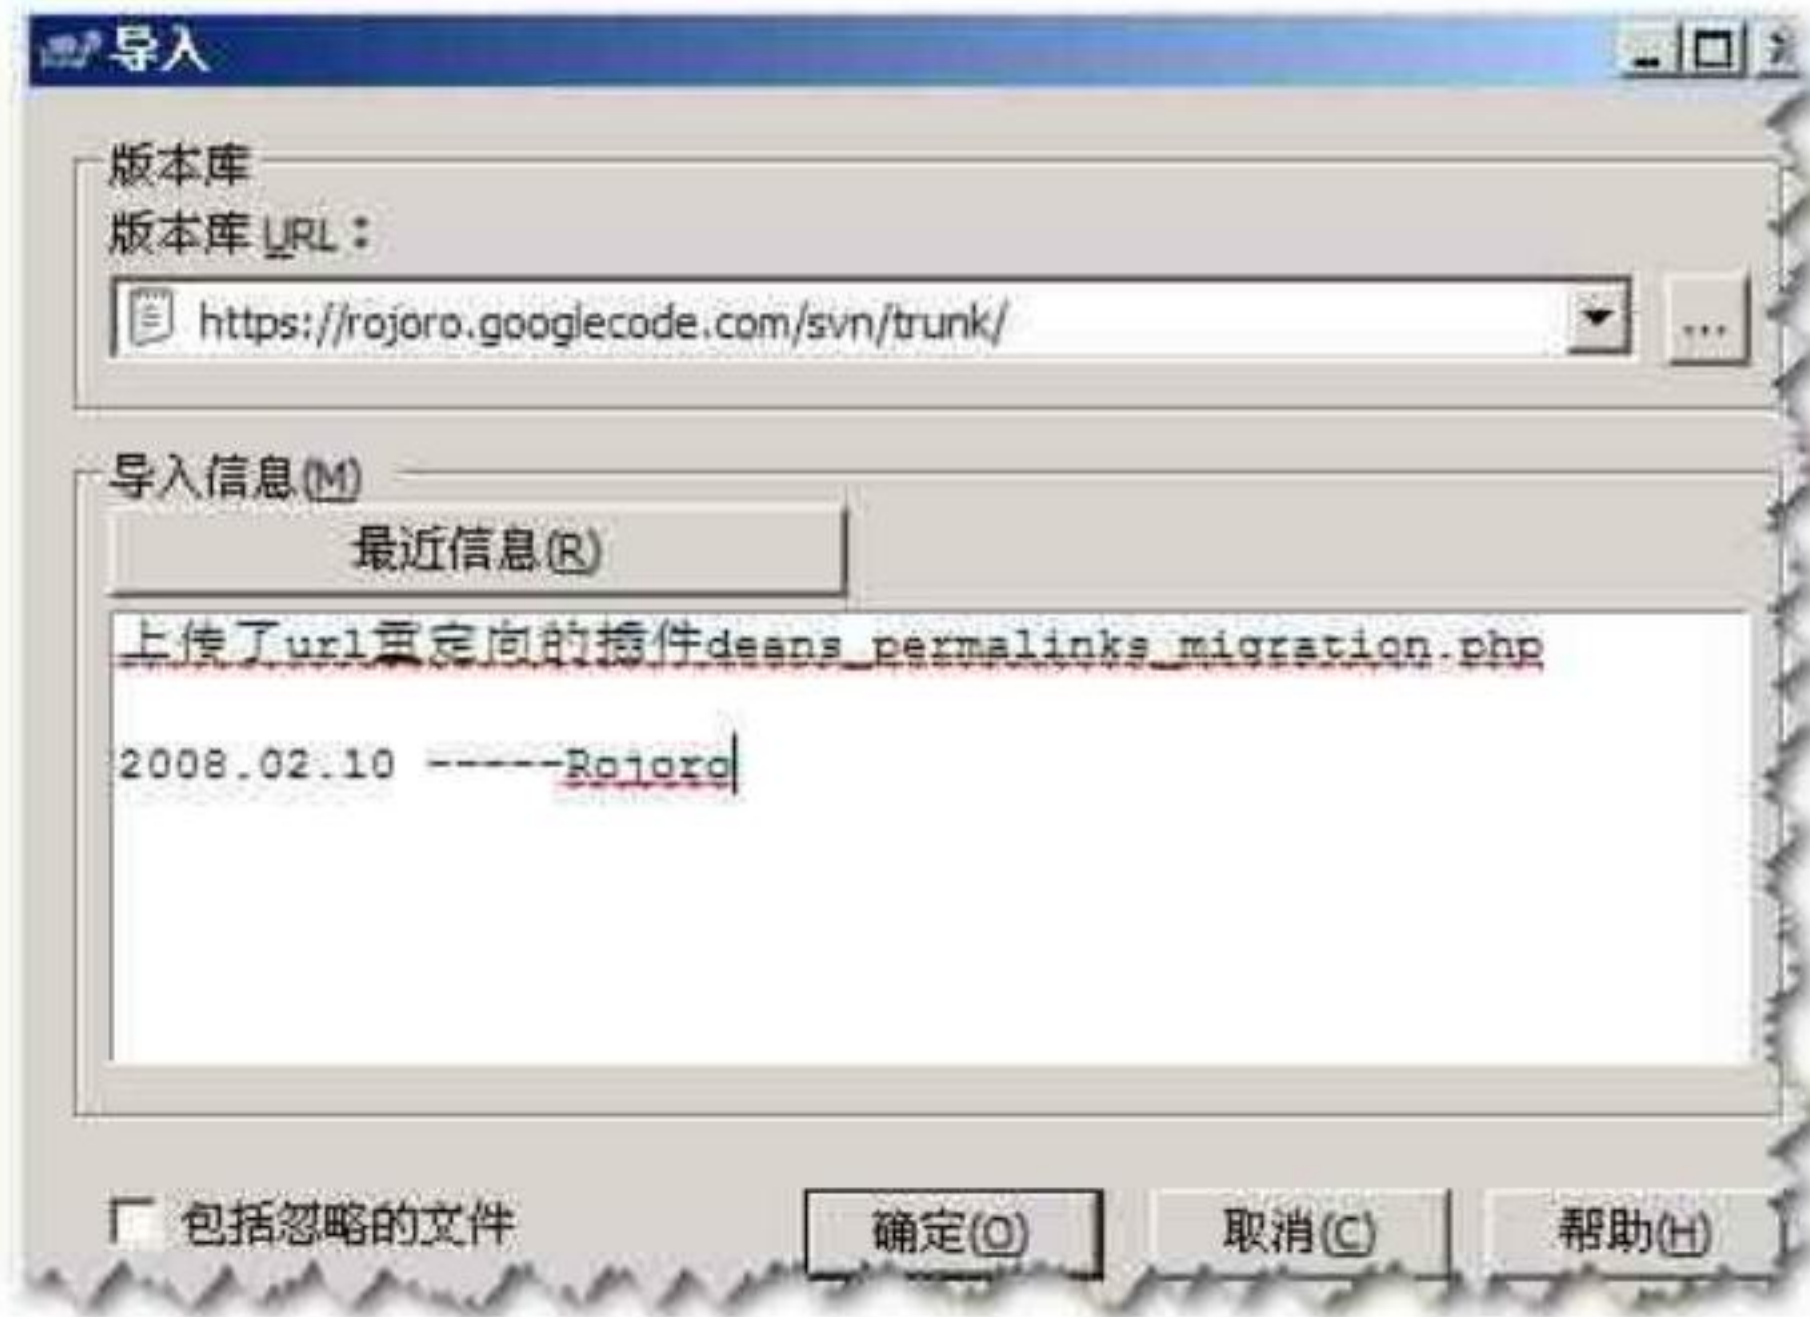 导入
版本库
版本库 URL：
https://rojoro.googlecode.com/svn/trunk/
...
导入信息(M)
最近信息(R)
上传了url重定向的插件deans_permalinks_migration.php
2008.02.10 -----Rojoro
包括忽略的文件
确定(O) 取消(C) 帮助(H)